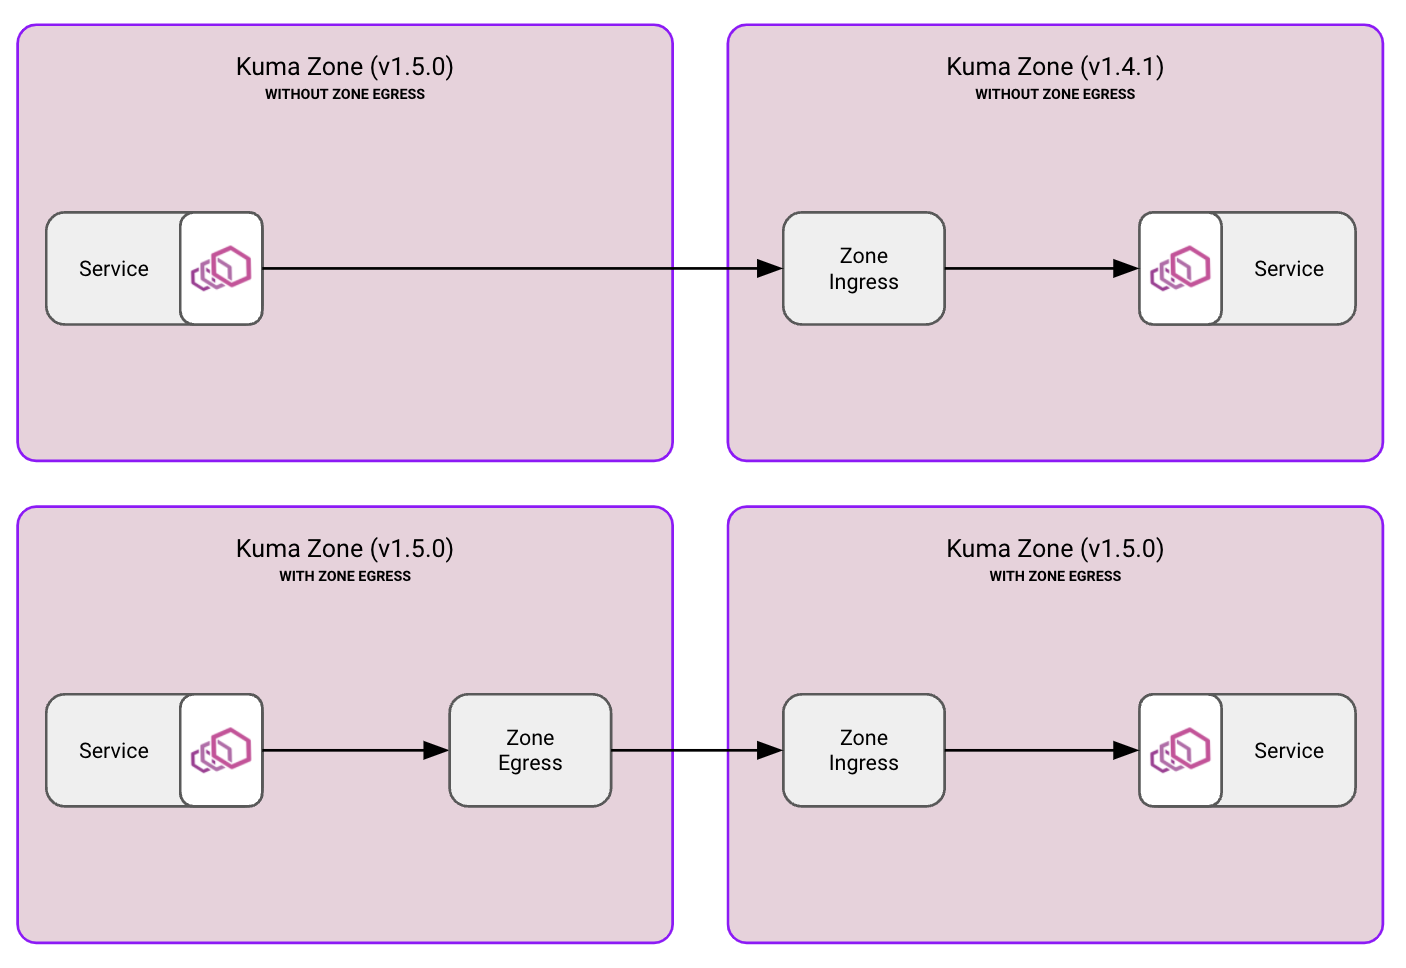 Kuma Zone (v1.5.0)
WITHOUT ZONE EGRESS
Service
Kuma Zone (v1.4.1)
WITHOUT ZONE EGRESS
Zone
Ingress
Service
Kuma Zone (v1.5.0)
WITH ZONE EGRESS
Service
Zone
Egress
Kuma Zone (v1.5.0)
WITH ZONE EGRESS
Zone
Ingress
Service